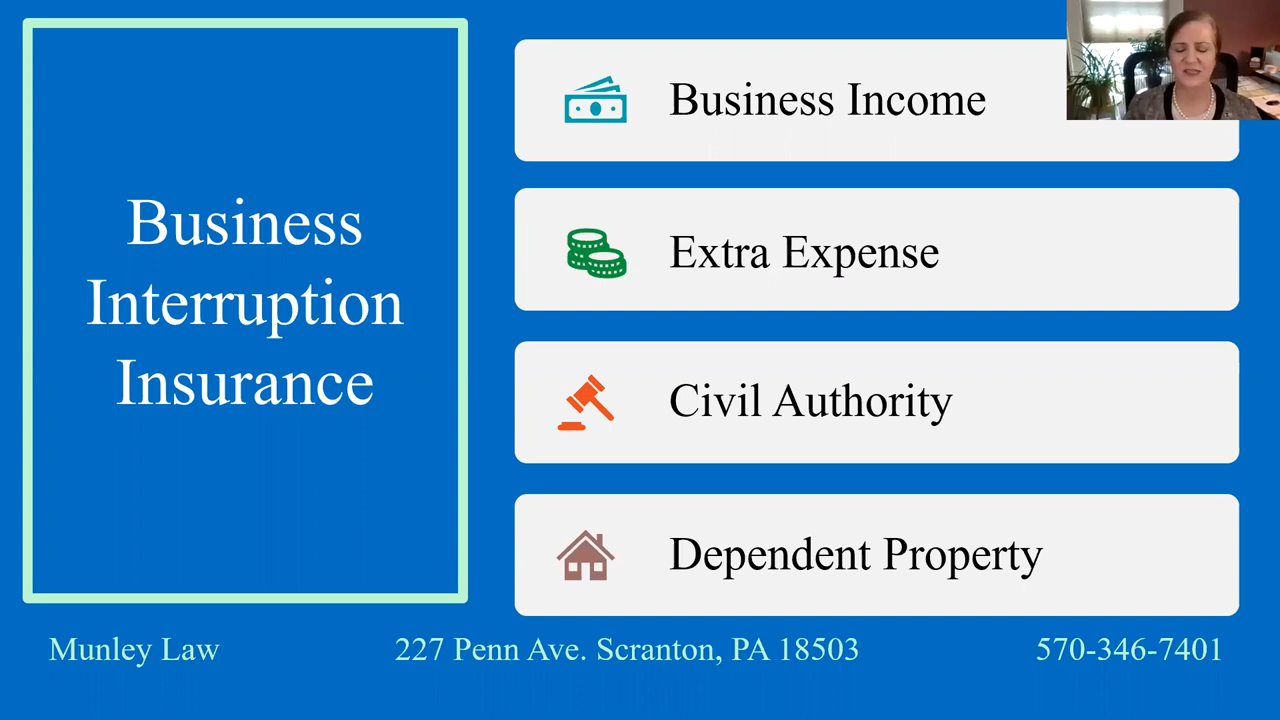 Business
Interruption
Insurance
Business Income
Extra Expense
Civil Authority
Dependent Property
Munley Law
227 Penn Ave. Scranton, PA 18503
570-346-7401